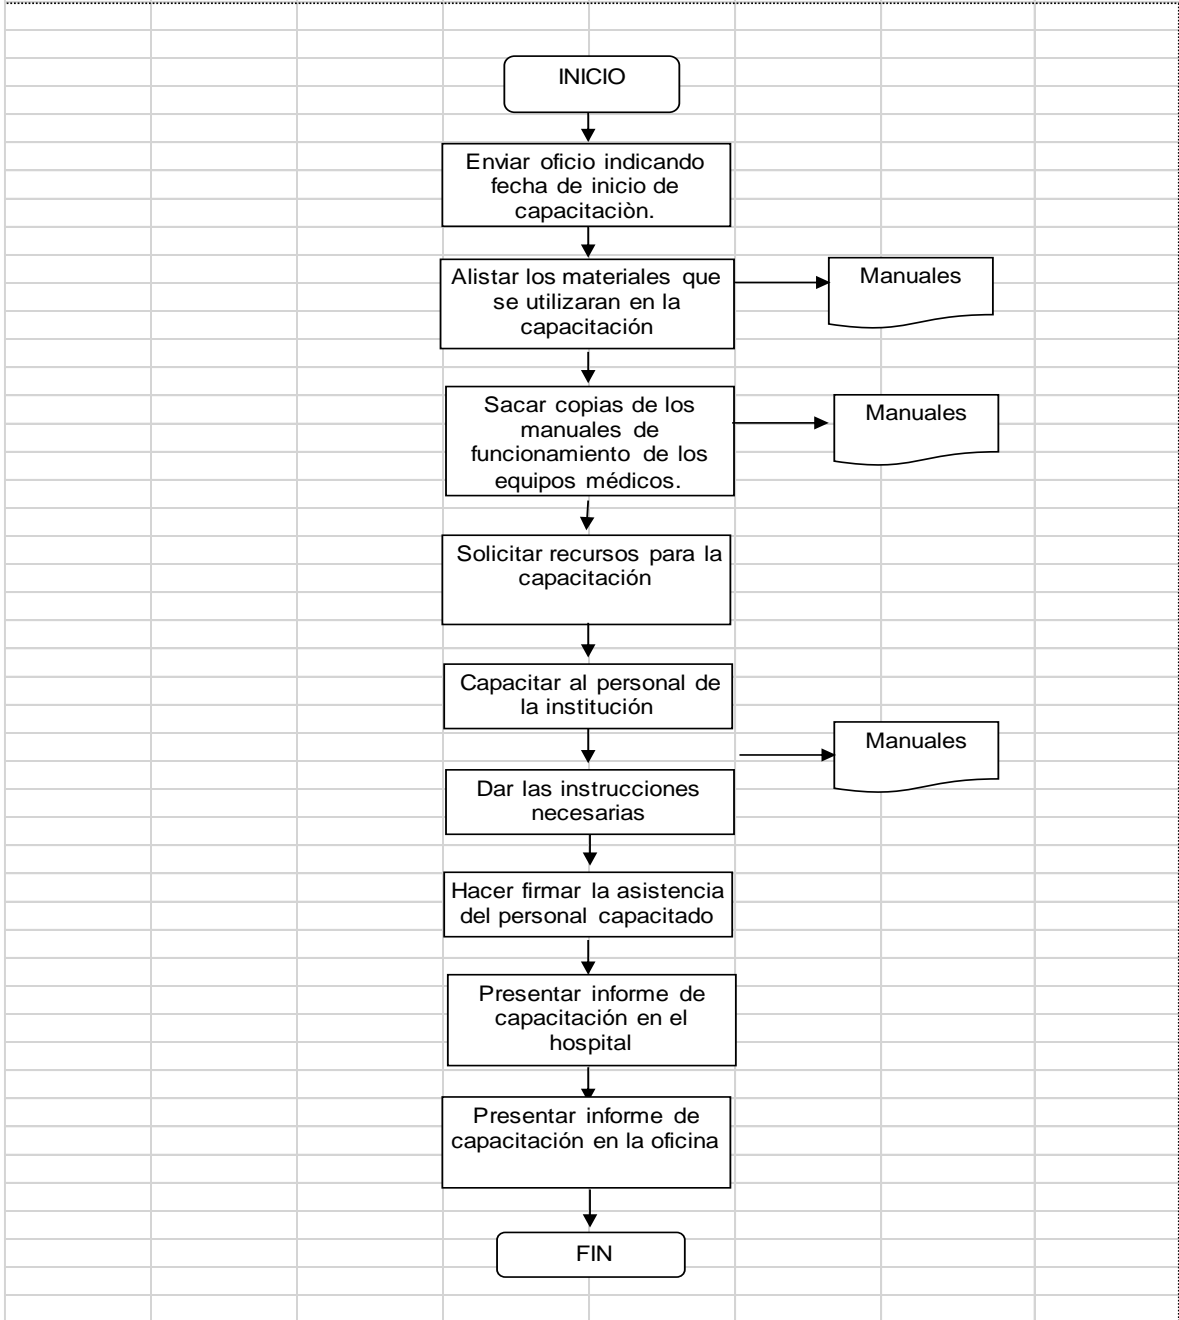 INICIO
Enviar oficio indicando
fecha de inicio de
capacitaciòn.
Alistar los materiales que
se utilizaran en la
capacitación
Manuales
Sacar copias de los
manuales de
funcionamiento de los
equipos médicos.
Manuales
Solicitar recursos para la
capacitación
Capacitar al personal de
la institución
Manuales
Dar las instrucciones
necesarias
Hacer firmar la asistencia
del personal capacitado
Presentar informe de
capacitación en el
hospital
Presentar informe de
capacitación en la oficina
FIN